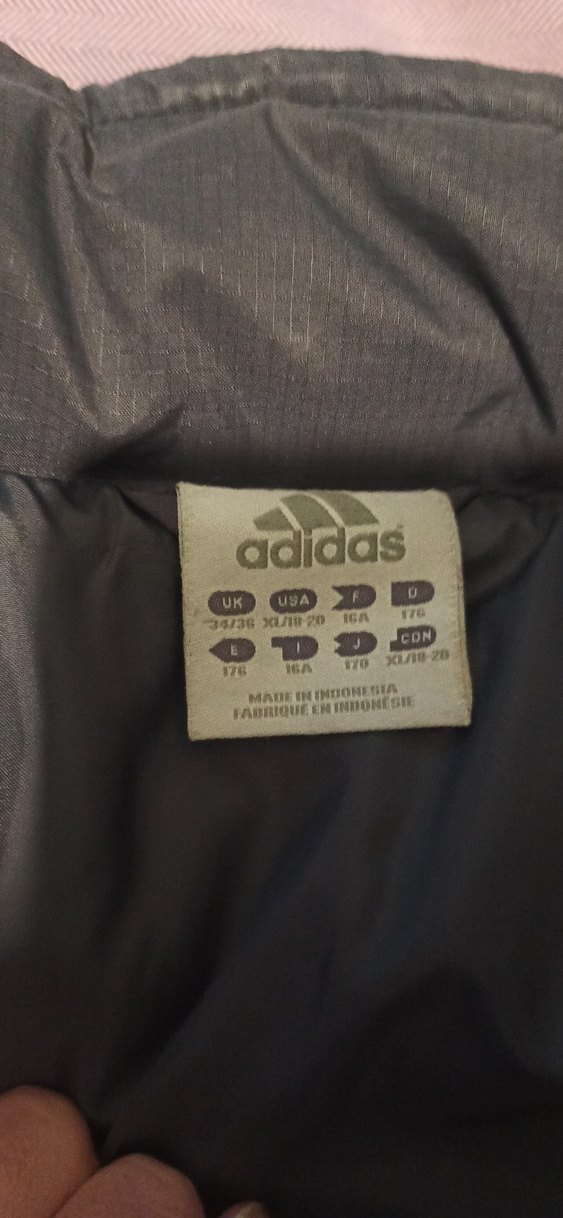 adidas
UK USA F D
34/36 XL/18-20 16A 176
E I J CDN
176 16A 170 XL/18-20
MADE IN INDONESIA
FABRIQUÉ EN INDONÉSIE